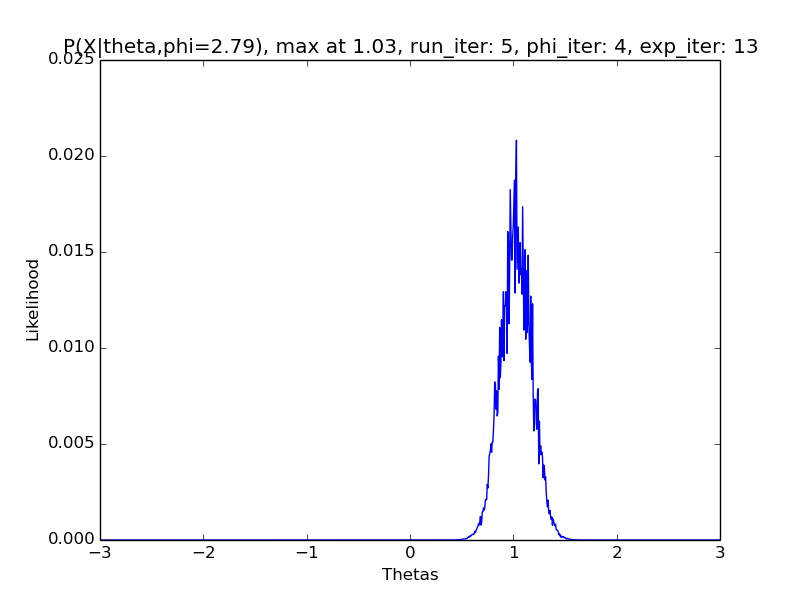 P(X|theta,phi=2.79), max at 1.03, run_iter: 5, phi_iter: 4, exp_iter: 13
0.025
0.020
0.015
0.010
0.005
0.000
Likelihood
−3 −2 −1 0 1 2 3
Thetas